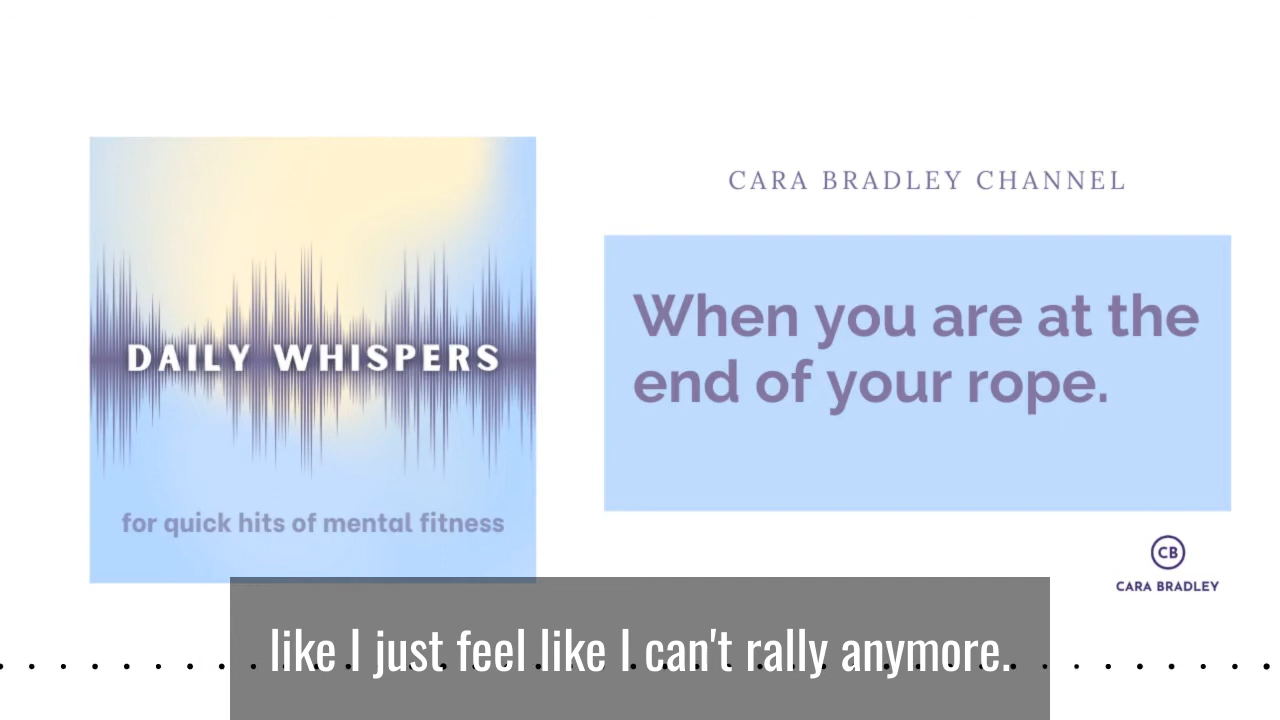 DAILY WHISPERS
for quick hits of mental fitness
CARA BRADLEY CHANNEL
When you are at the
end of your rope.
CB
CARA BRADLEY
like I just feel like I can't rally anymore.